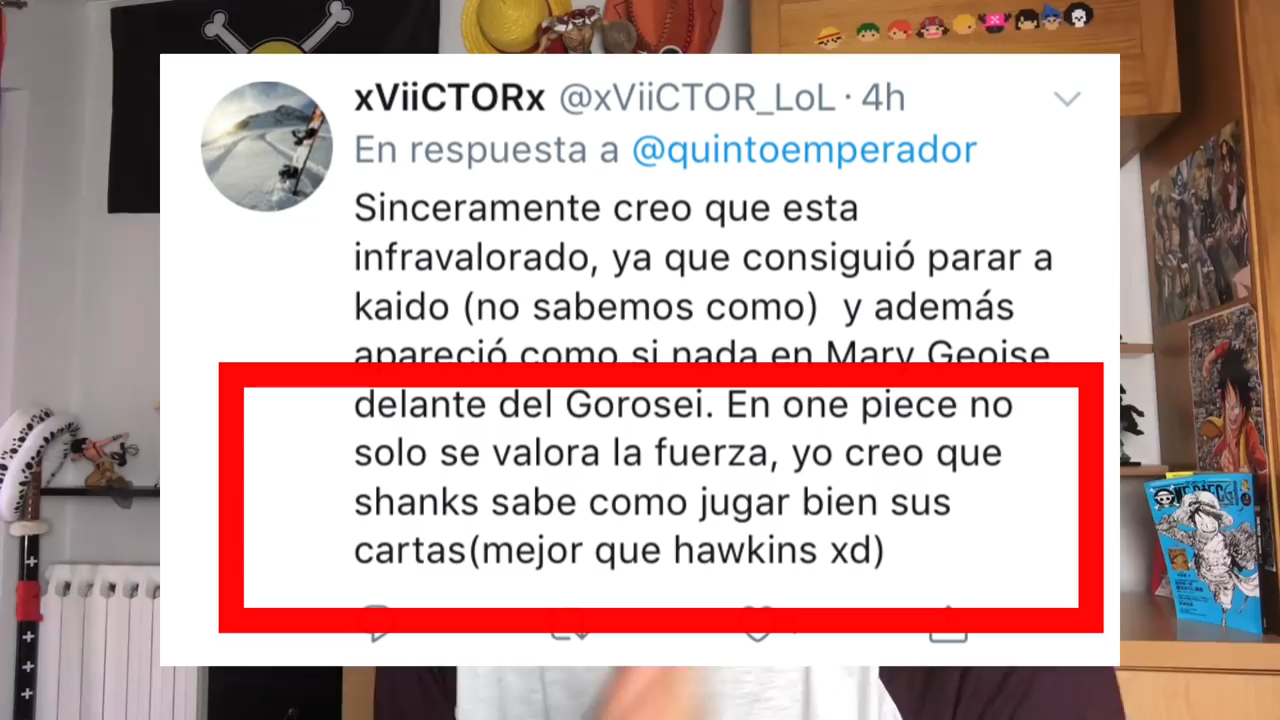 xViiCTORx @xViiCTOR_LoL · 4h
En respuesta a @quintoemperador
Sinceramente creo que esta
infravalorado, ya que consiguió parar a
kaido (no sabemos como)  y además
apareció como si nada en Mary Geoise
delante del Gorosei. En one piece no
solo se valora la fuerza, yo creo que
shanks sabe como jugar bien sus
cartas(mejor que hawkins xd)
ONE PIECE